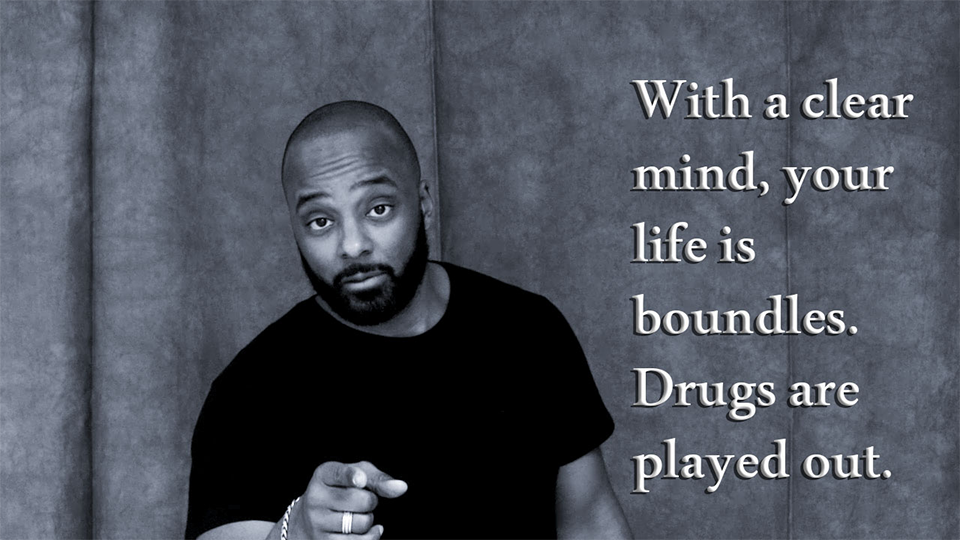 With a clear
mind, your
life is
boundles.
Drugs are
played out.